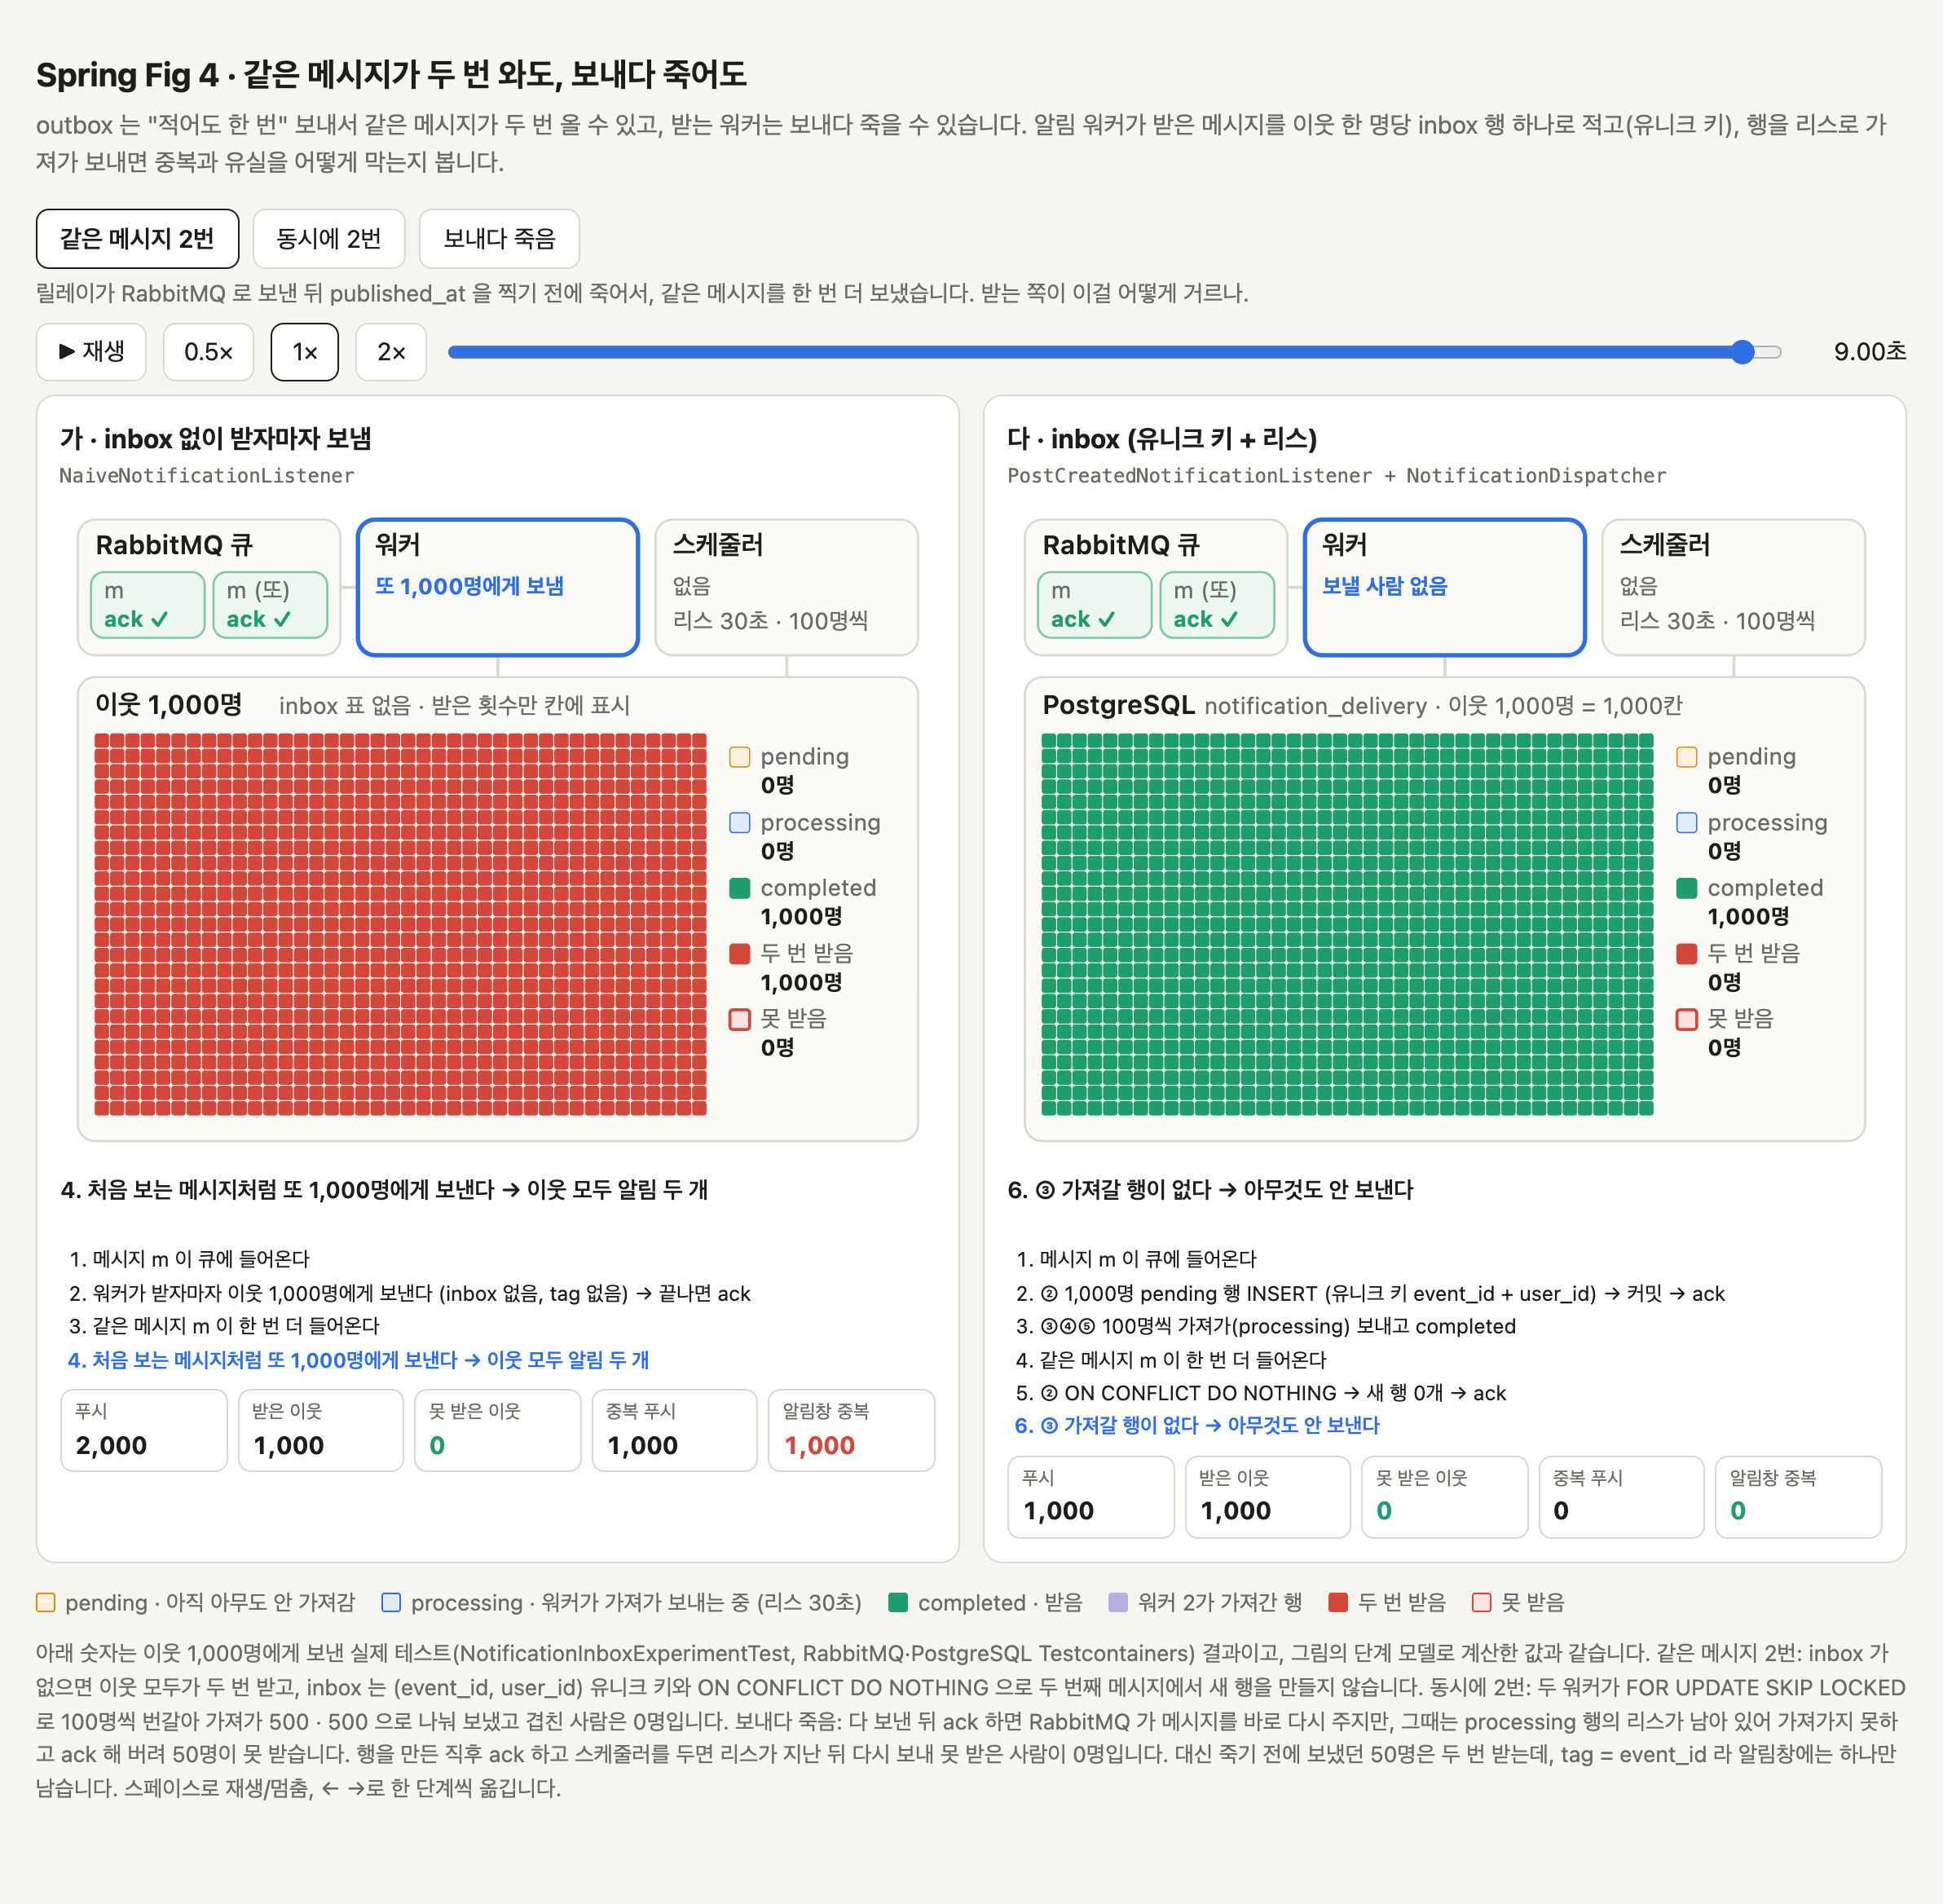 Spring Fig 4 · 같은 메시지가 두 번 와도, 보내다 죽어도
outbox 는 "적어도 한 번" 보내서 같은 메시지가 두 번 올 수 있고, 받는 워커는 보내다 죽을 수 있습니다. 알림 워커가 받은 메시지를 이웃 한 명당 inbox 행 하나로 적고(유니크 키), 행을 리스로 가
져가 보내면 중복과 유실을 어떻게 막는지 봅니다.
같은 메시지 2번
동시에 2번
보내다 죽음
릴레이가 RabbitMQ 로 보낸 뒤 published_at 을 찍기 전에 죽어서, 같은 메시지를 한 번 더 보냈습니다. 받는 쪽이 이걸 어떻게 거르나.
▶ 재생
0.5×
1×
2×
9.00초
가 · inbox 없이 받자마자 보냄
NaiveNotificationListener
RabbitMQ 큐
m
ack ✓
m (또)
ack ✓
워커
또 1,000명에게 보냄
스케줄러
없음
리스 30초 · 100명씩
이웃 1,000명
inbox 표 없음 · 받은 횟수만 칸에 표시
pending
0명
processing
0명
completed
1,000명
두 번 받음
1,000명
못 받음
0명
4. 처음 보는 메시지처럼 또 1,000명에게 보낸다 → 이웃 모두 알림 두 개
1. 메시지 m 이 큐에 들어온다
2. 워커가 받자마자 이웃 1,000명에게 보낸다 (inbox 없음, tag 없음) → 끝나면 ack
3. 같은 메시지 m 이 한 번 더 들어온다
4. 처음 보는 메시지처럼 또 1,000명에게 보낸다 → 이웃 모두 알림 두 개
푸시
2,000
받은 이웃
1,000
못 받은 이웃
0
중복 푸시
1,000
알림창 중복
1,000
다 · inbox (유니크 키 + 리스)
PostCreatedNotificationListener + NotificationDispatcher
RabbitMQ 큐
m
ack ✓
m (또)
ack ✓
워커
보낼 사람 없음
스케줄러
없음
리스 30초 · 100명씩
PostgreSQL notification_delivery · 이웃 1,000명 = 1,000칸
pending
0명
processing
0명
completed
1,000명
두 번 받음
0명
못 받음
0명
6. ③ 가져갈 행이 없다 → 아무것도 안 보낸다
1. 메시지 m 이 큐에 들어온다
2. ② 1,000명 pending 행 INSERT (유니크 키 event_id + user_id) → 커밋 → ack
3. ③④⑤ 100명씩 가져가(processing) 보내고 completed
4. 같은 메시지 m 이 한 번 더 들어온다
5. ② ON CONFLICT DO NOTHING → 새 행 0개 → ack
6. ③ 가져갈 행이 없다 → 아무것도 안 보낸다
푸시
1,000
받은 이웃
1,000
못 받은 이웃
0
중복 푸시
0
알림창 중복
0
pending · 아직 아무도 안 가져감
processing · 워커가 가져가 보내는 중 (리스 30초)
completed · 받음
워커 2가 가져간 행
두 번 받음
못 받음
아래 숫자는 이웃 1,000명에게 보낸 실제 테스트(NotificationInboxExperimentTest, RabbitMQ·PostgreSQL Testcontainers) 결과이고, 그림의 단계 모델로 계산한 값과 같습니다. 같은 메시지 2번: inbox 가
없으면 이웃 모두가 두 번 받고, inbox 는 (event_id, user_id) 유니크 키와 ON CONFLICT DO NOTHING 으로 두 번째 메시지에서 새 행을 만들지 않습니다. 동시에 2번: 두 워커가 FOR UPDATE SKIP LOCKED
로 100명씩 번갈아 가져가 500 · 500 으로 나눠 보냈고 겹친 사람은 0명입니다. 보내다 죽음: 다 보낸 뒤 ack 하면 RabbitMQ 가 메시지를 바로 다시 주지만, 그때는 processing 행의 리스가 남아 있어 가져가지 못하
고 ack 해 버려 50명이 못 받습니다. 행을 만든 직후 ack 하고 스케줄러를 두면 리스가 지난 뒤 다시 보내 못 받은 사람이 0명입니다. 대신 죽기 전에 보냈던 50명은 두 번 받는데, tag = event_id 라 알림창에는 하나만
남습니다. 스페이스로 재생/멈춤, ← →로 한 단계씩 옮깁니다.